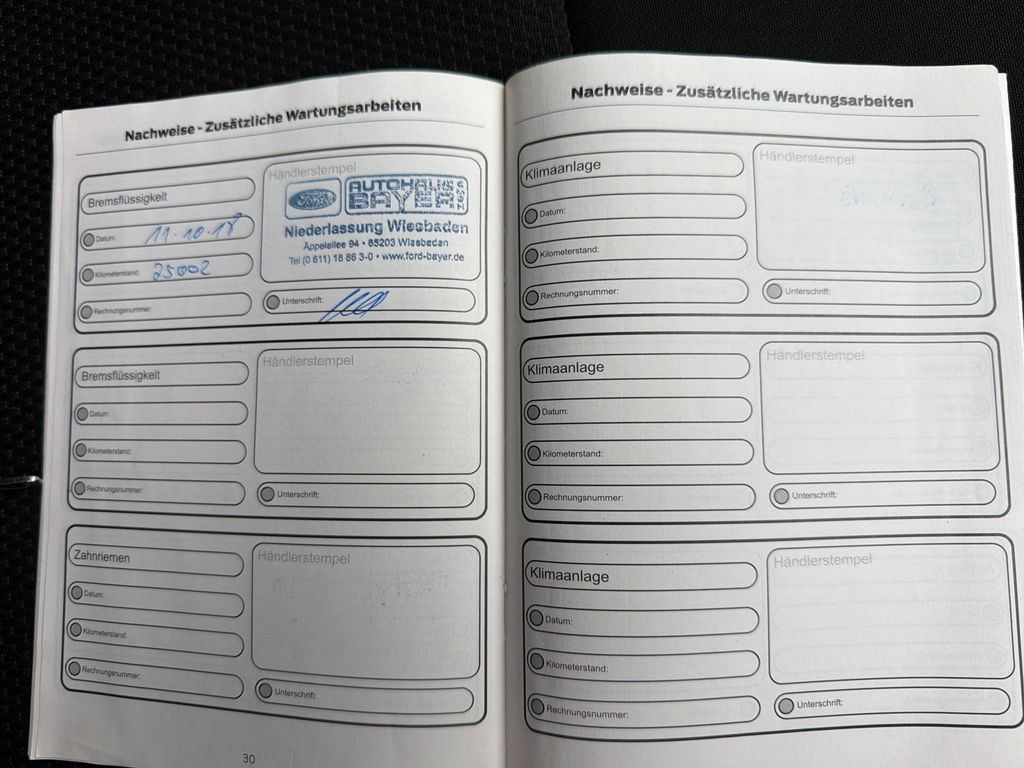 Nachweise - Zusätzliche Wartungsarbeiten
Bremsflüssigkeit
Datum: 11.10.18
Kilometerstand: 25002
Rechnungsnummer:
Händlerstempel
Ford
AUTOHAUS
BAYER GMBH
Niederlassung Wiesbaden
Äppelallee 94 • 65203 Wiesbaden
Tel (0 611) 18 86 3-0 • www.ford-bayer.de
Unterschrift:
Bremsflüssigkeit
Datum:
Kilometerstand:
Rechnungsnummer:
Händlerstempel
Unterschrift:
Zahnriemen
Datum:
Kilometerstand:
Rechnungsnummer:
Händlerstempel
Unterschrift:
30
Nachweise - Zusätzliche Wartungsarbeiten
Klimaanlage
Datum:
Kilometerstand:
Rechnungsnummer:
Händlerstempel
Unterschrift:
Klimaanlage
Datum:
Kilometerstand:
Rechnungsnummer:
Händlerstempel
Unterschrift:
Klimaanlage
Datum:
Kilometerstand:
Rechnungsnummer:
Händlerstempel
Unterschrift: